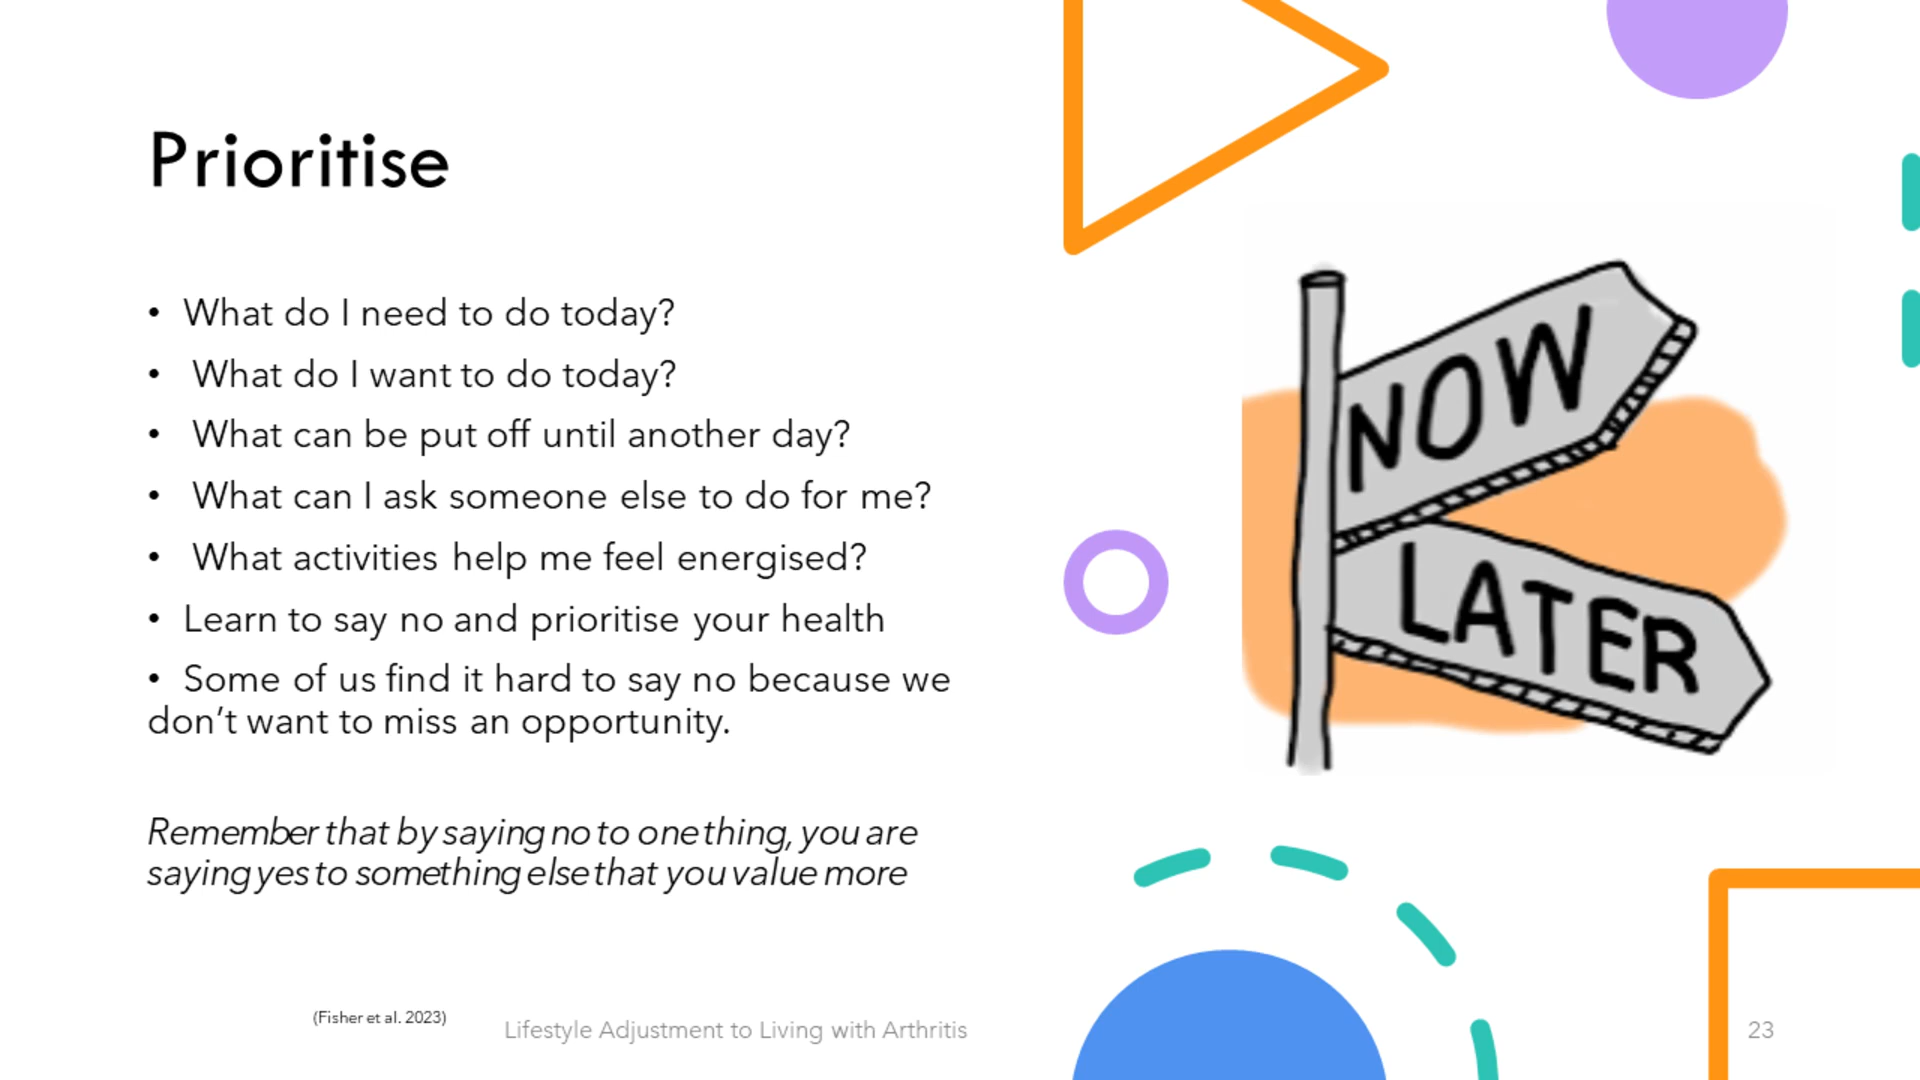 Prioritise
• What do I need to do today?
• What do I want to do today?
• What can be put off until another day?
• What can I ask someone else to do for me?
• What activities help me feel energised?
• Learn to say no and prioritise your health
• Some of us find it hard to say no because we
don’t want to miss an opportunity.
Remember that by saying no to one thing, you are
saying yes to something else that you value more
NOW
LATER
(Fisher et al. 2023)
Lifestyle Adjustment to Living with Arthritis
23